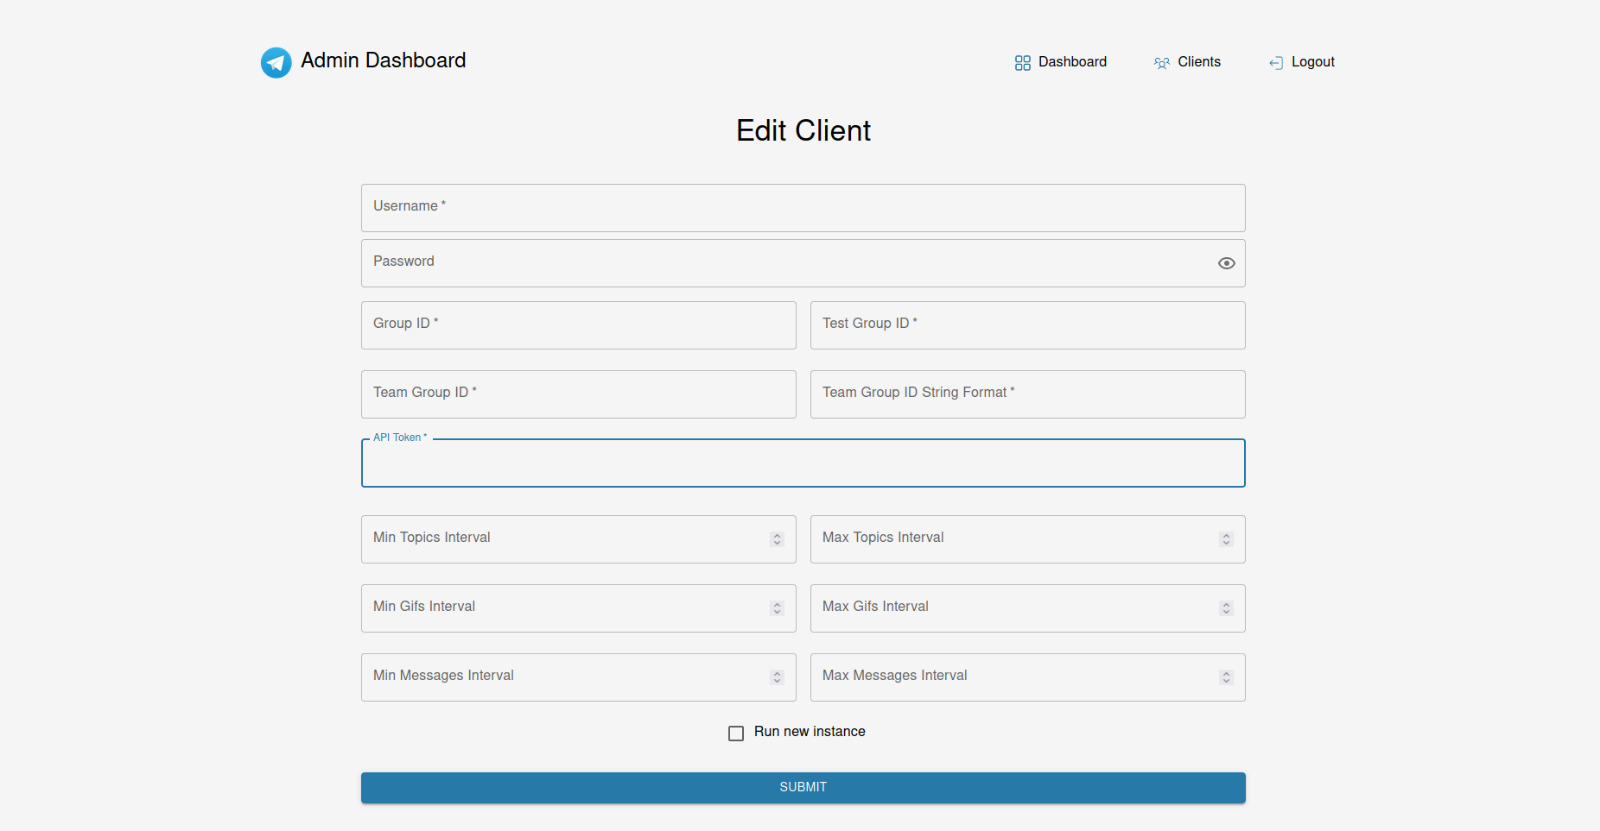 Admin Dashboard
Dashboard
Clients
Logout
Edit Client
Username *
Password
Group ID *
Test Group ID *
Team Group ID *
Team Group ID String Format *
API Token *
Min Topics Interval
Max Topics Interval
Min Gifs Interval
Max Gifs Interval
Min Messages Interval
Max Messages Interval
Run new instance
SUBMIT